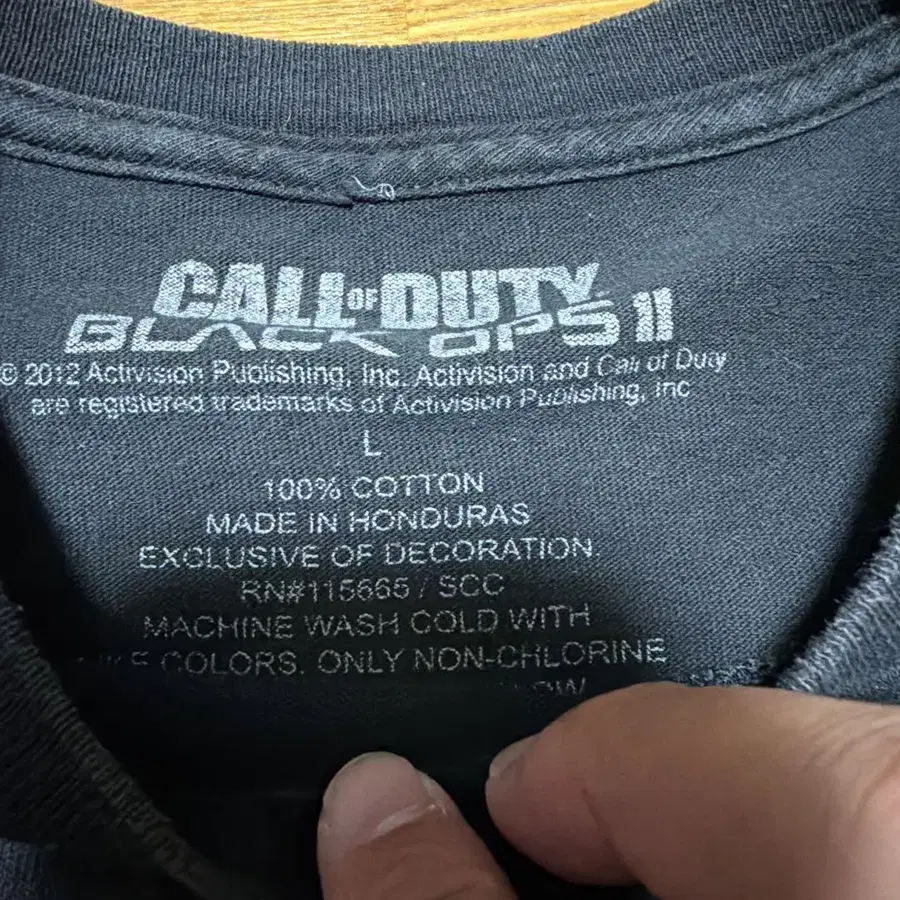 CALL OF DUTY
BLACK OPS II
© 2012 Activision Publishing, Inc. Activision and Call of Duty
are registered trademarks of Activision Publishing, Inc
L
100% COTTON
MADE IN HONDURAS
EXCLUSIVE OF DECORATION
RN#115665 / SCC
MACHINE WASH COLD WITH
LIKE COLORS. ONLY NON-CHLORINE